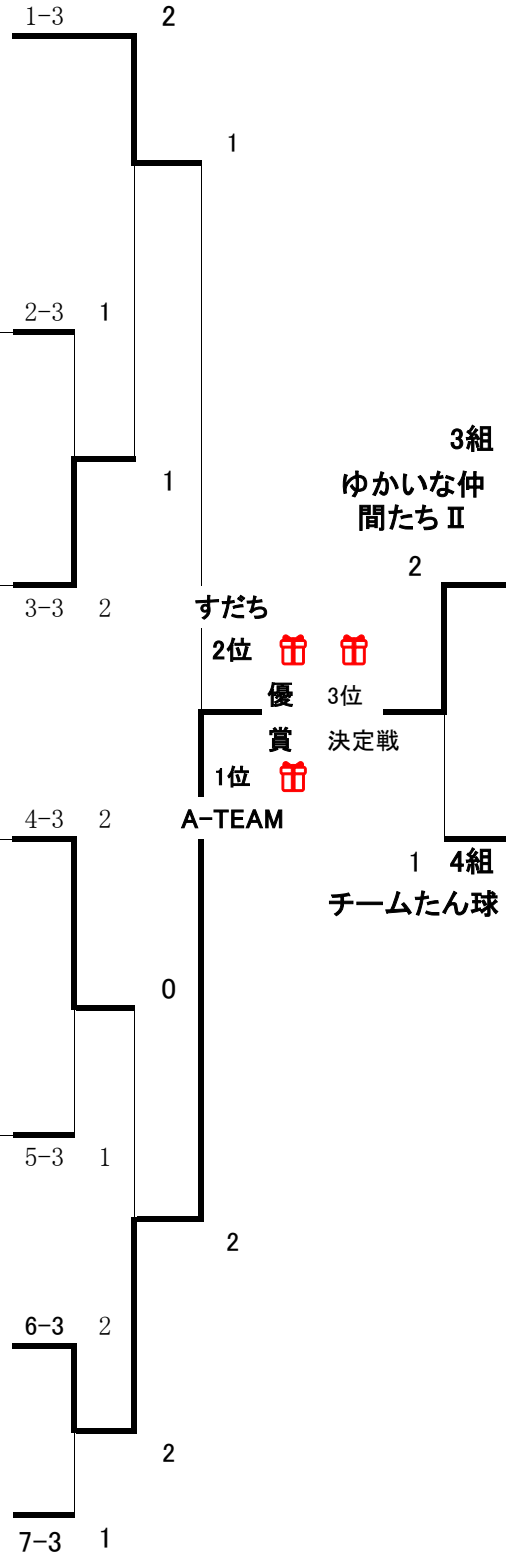 1-3 2
1
2-3 1
3組
1
ゆかいな仲
間たちⅡ
2
3-3 2
すだち
2位
優 3位
賞 決定戦
1位
4-3 2
A-TEAM
1 4組
チームたん球
0
5-3 1
2
6-3 2
2
7-3 1